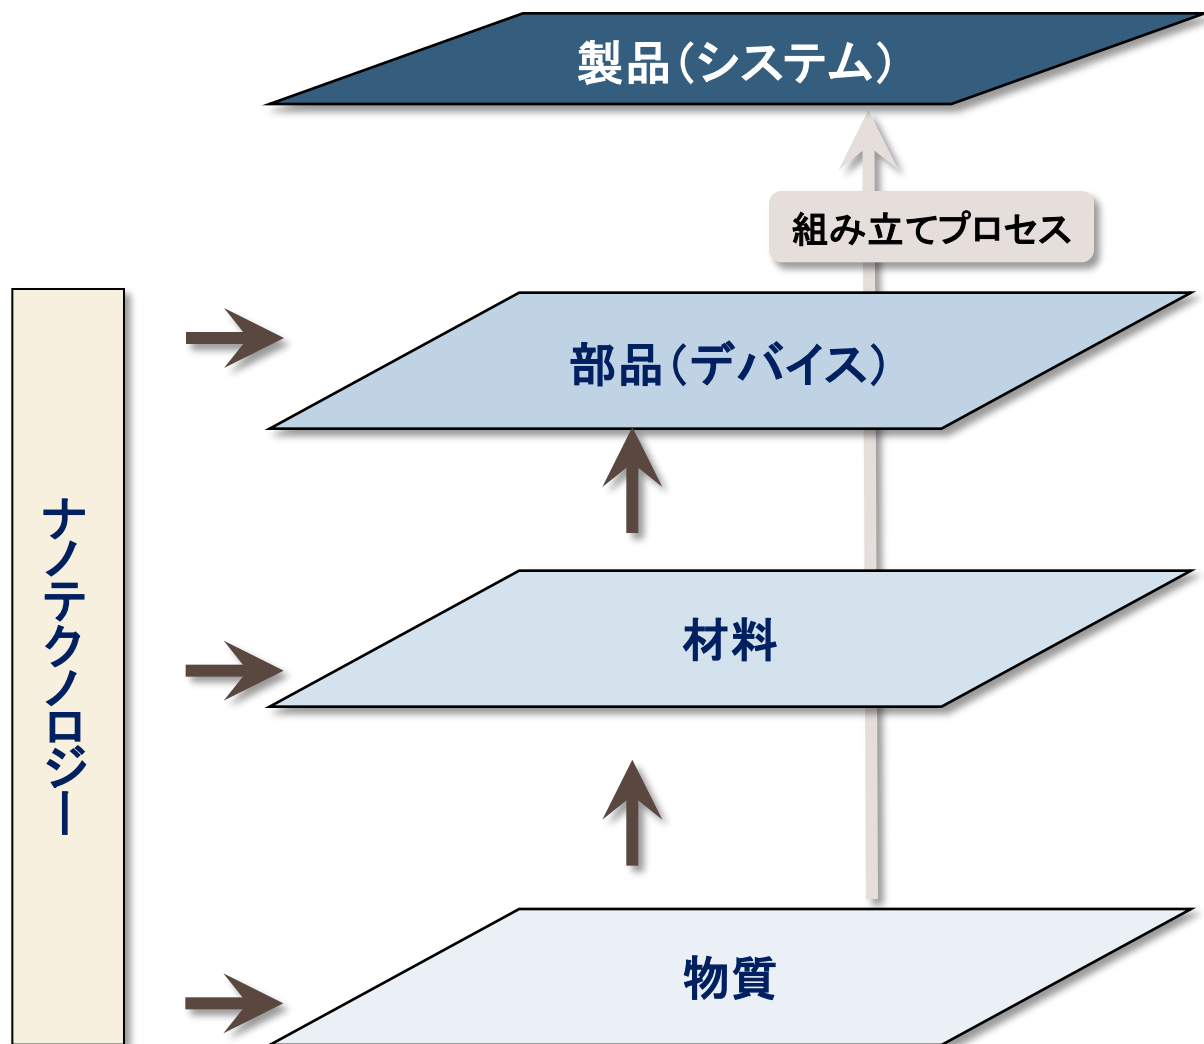 製品（システム）
組み立てプロセス
部品（デバイス）
ナノテクノロジー
材料
物質